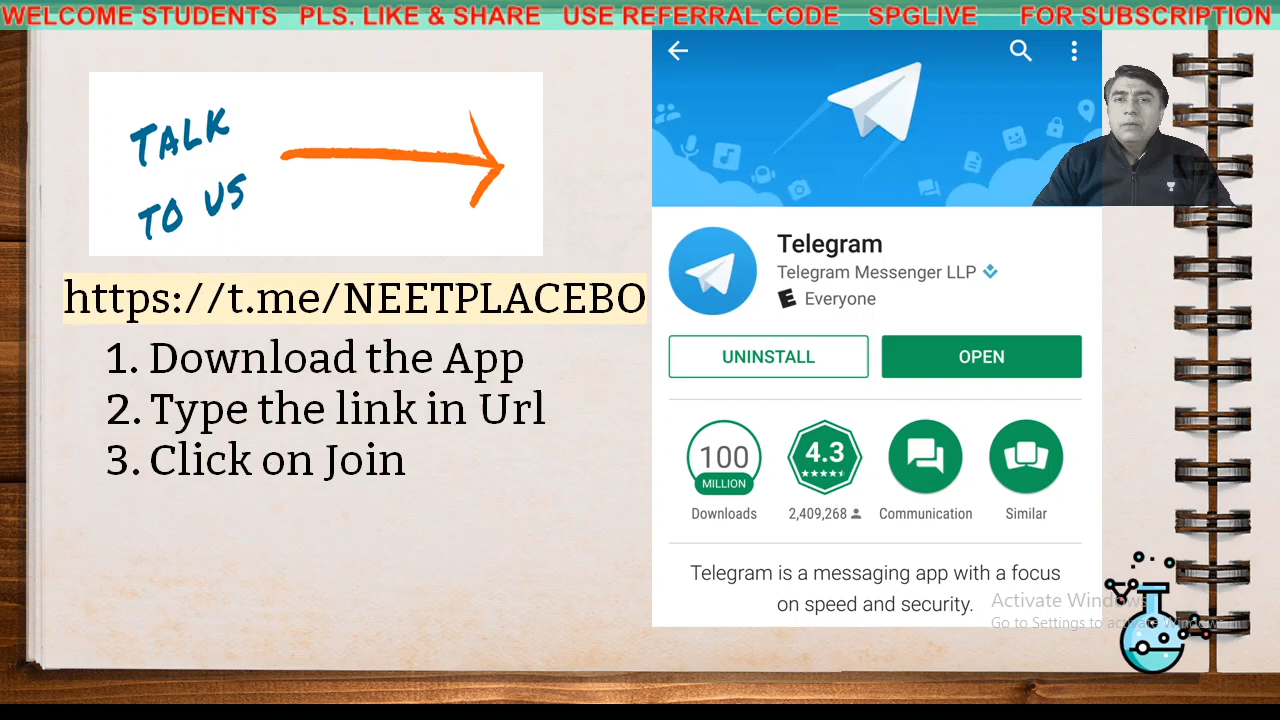 WELCOME STUDENTS PLS. LIKE & SHARE USE REFERRAL CODE SPGLIVE FOR SUBSCRIPTION
TALK
TO US
https://t.me/NEETPLACEBO
1. Download the App
2. Type the link in Url
3. Click on Join
Telegram
Telegram Messenger LLP
E Everyone
UNINSTALL
OPEN
100
MILLION
Downloads
4.3
2,409,268
Communication
Similar
Telegram is a messaging app with a focus
on speed and security.
Activate Windows
Go to Settings to activate Windows.